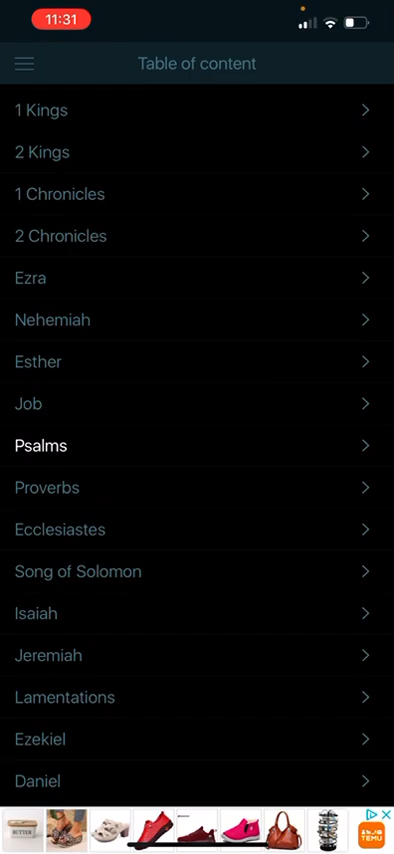 11:31
Table of content
1 Kings
2 Kings
1 Chronicles
2 Chronicles
Ezra
Nehemiah
Esther
Job
Psalms
Proverbs
Ecclesiastes
Song of Solomon
Isaiah
Jeremiah
Lamentations
Ezekiel
Daniel
BUTTER
TEMU